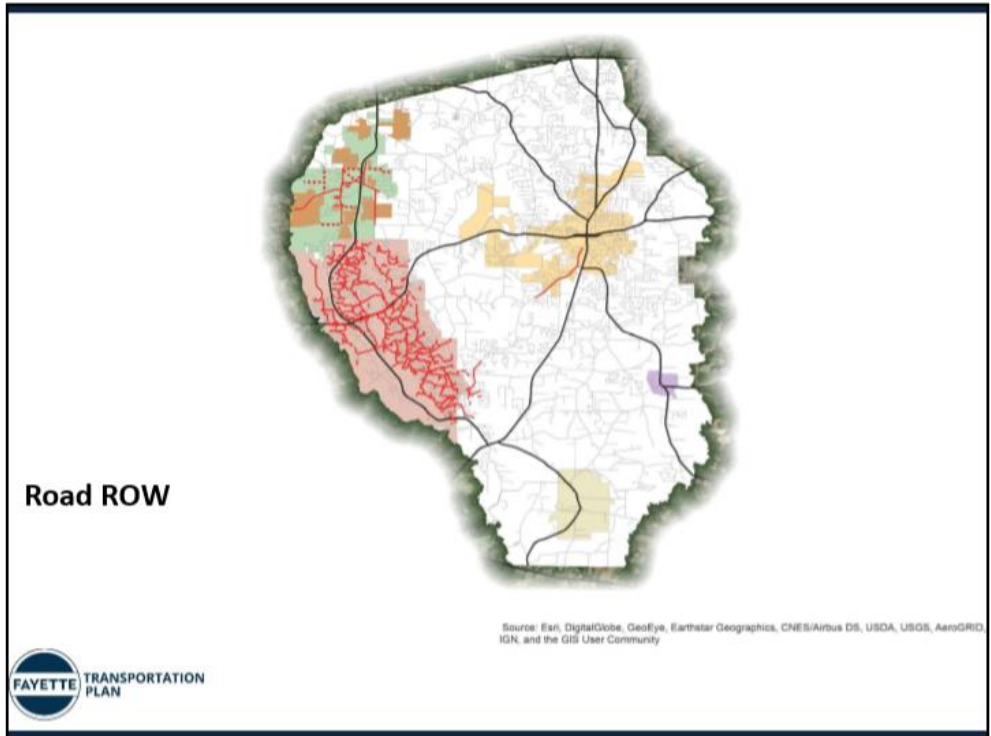 Road ROW
Source: Esri, DigitalGlobe, GeoEye, Earthstar Geographics, CNES/Airbus DS, USDA, USGS, AeroGRID,
IGN, and the GIS User Community
FAYETTE
TRANSPORTATION
PLAN